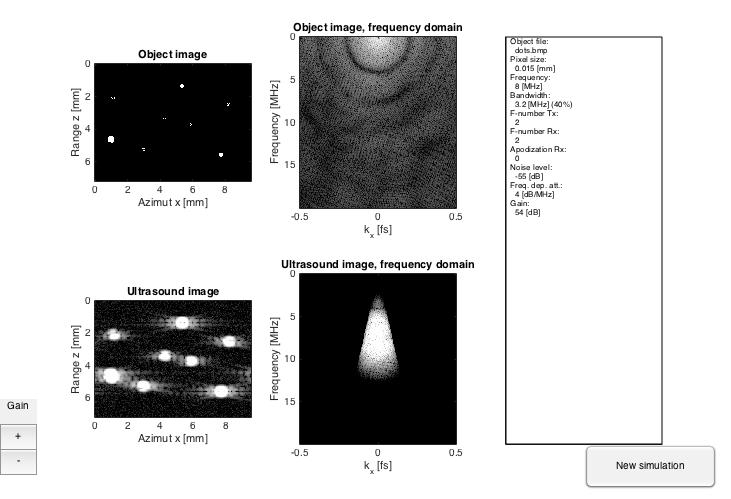 Object image
Range z [mm]
0
2
4
6
0 2 4 6 8
Azimut x [mm]
Object image, frequency domain
Frequency [MHz]
0
5
10
15
-0.5 0 0.5
kx [fs]
Object file:
dots.bmp
Pixel size:
0.015 [mm]
Frequency:
8 [MHz]
Bandwidth:
3.2 [MHz] (40%)
F-number Tx:
2
F-number Rx:
2
Apodization Rx:
0
Noise level:
-55 [dB]
Freq. dep. att.:
4 [dB/MHz]
Gain:
54 [dB]
Ultrasound image
Range z [mm]
0
2
4
6
0 2 4 6 8
Azimut x [mm]
Ultrasound image, frequency domain
Frequency [MHz]
0
5
10
15
-0.5 0 0.5
kx [fs]
Gain
+
-
New simulation